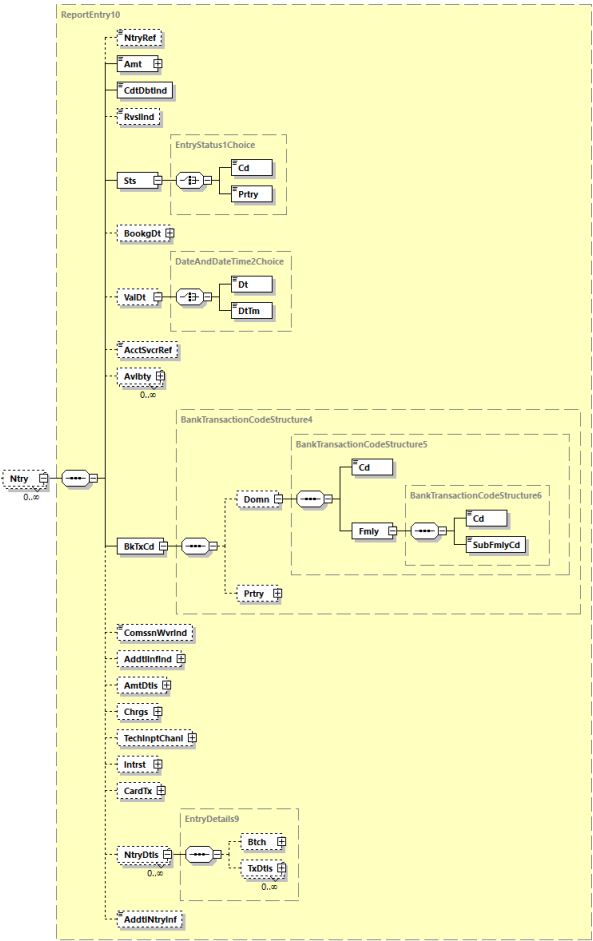 ReportEntry10
NtryRef
Amt
CdtDbtInd
RvslInd
EntryStatus1Choice
Cd
Sts
Prtry
BookgDt
DateAndDateTime2Choice
Dt
ValDt
DtTm
AcctSvcrRef
Avlbty
0..∞
BankTransactionCodeStructure4
BankTransactionCodeStructure5
Cd
Ntry
0..∞
BankTransactionCodeStructure6
Domn
Cd
Fmly
BkTxCd
SubFmlyCd
Prtry
ComssnWvrInd
AddtlInfInd
AmtDtls
Chrgs
TechInptChanl
Intrst
CardTx
EntryDetails9
Btch
NtryDtls
TxDtls
0..∞
0..∞
AddtlNtryInf